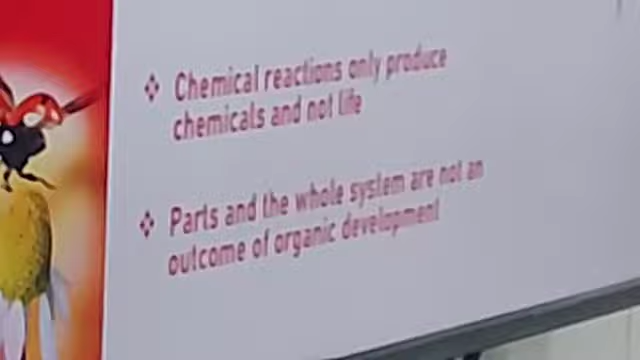 ❖ Chemical reactions only produce
chemicals and not life
❖ Parts and the whole system are not an
outcome of organic development